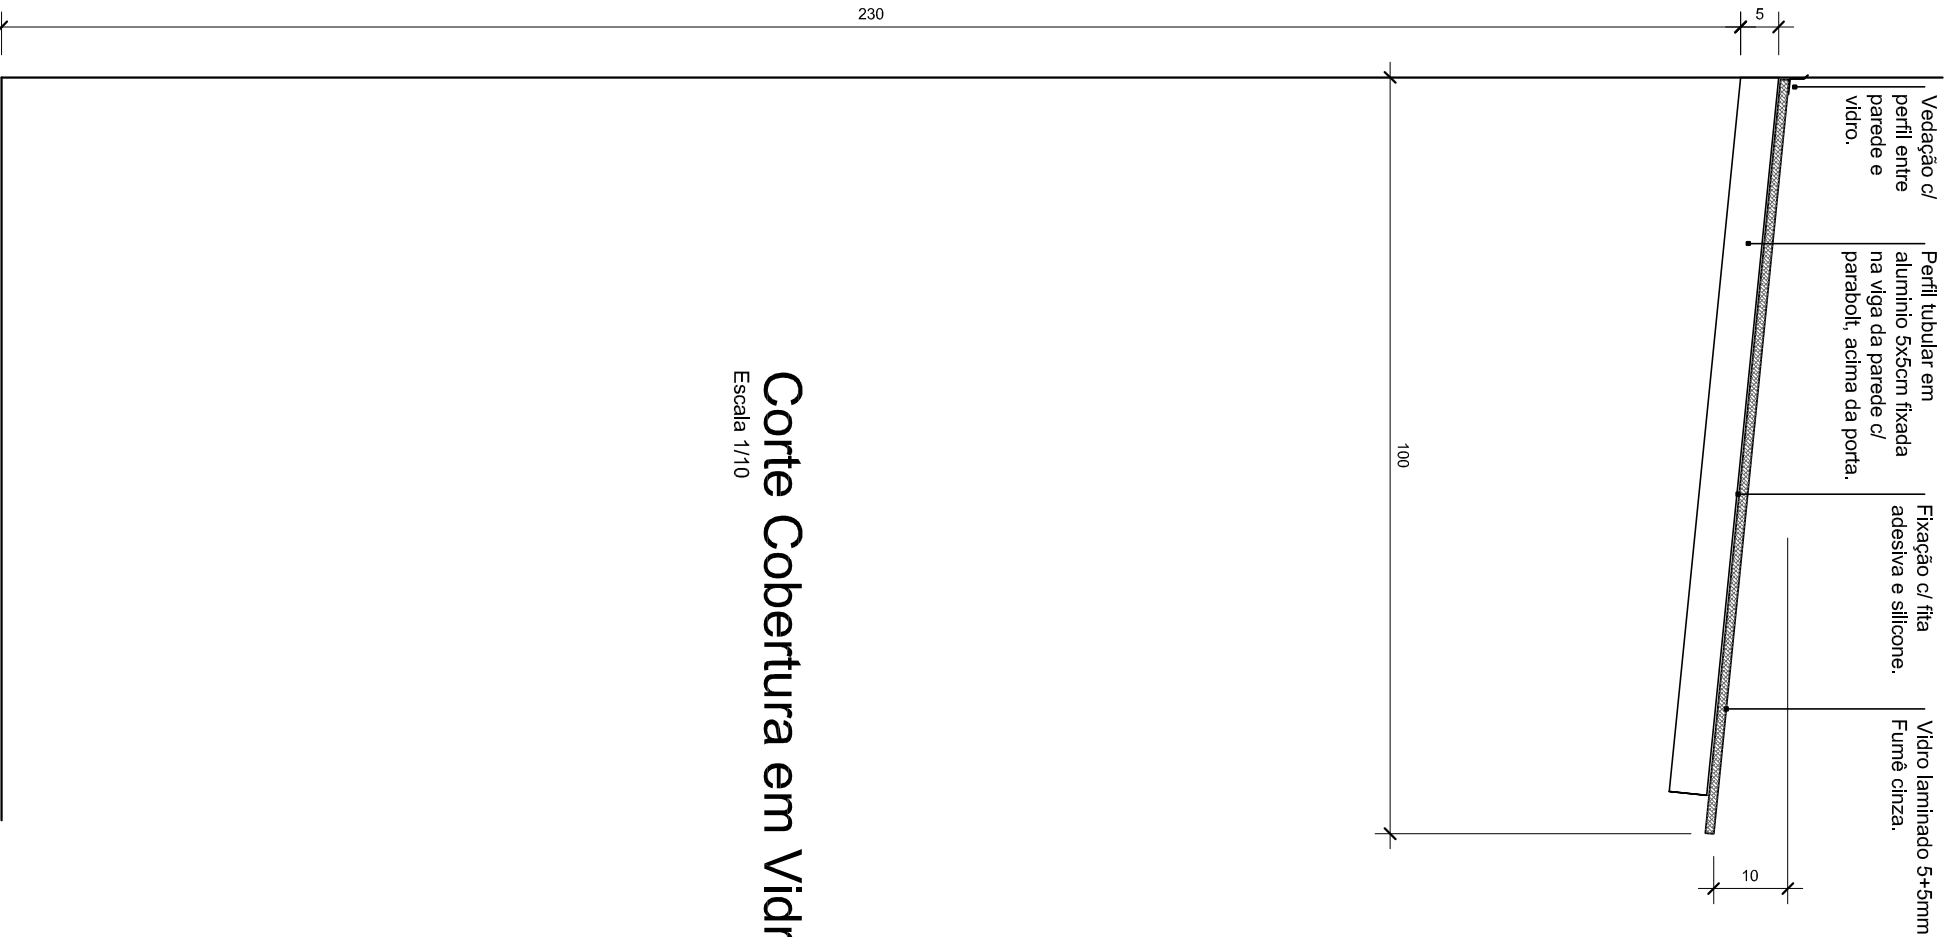 230
5
Vedação c/
perfil entre
parede e
vidro.
Perfil tubular em
aluminio 5x5cm fixada
na viga da parede c/
parabolt, acima da porta.
Fixação c/ fita
adesiva e silicone.
Vidro laminado 5+5mm
Fumê cinza.
100
10
Corte Cobertura em Vidr
Escala 1/10